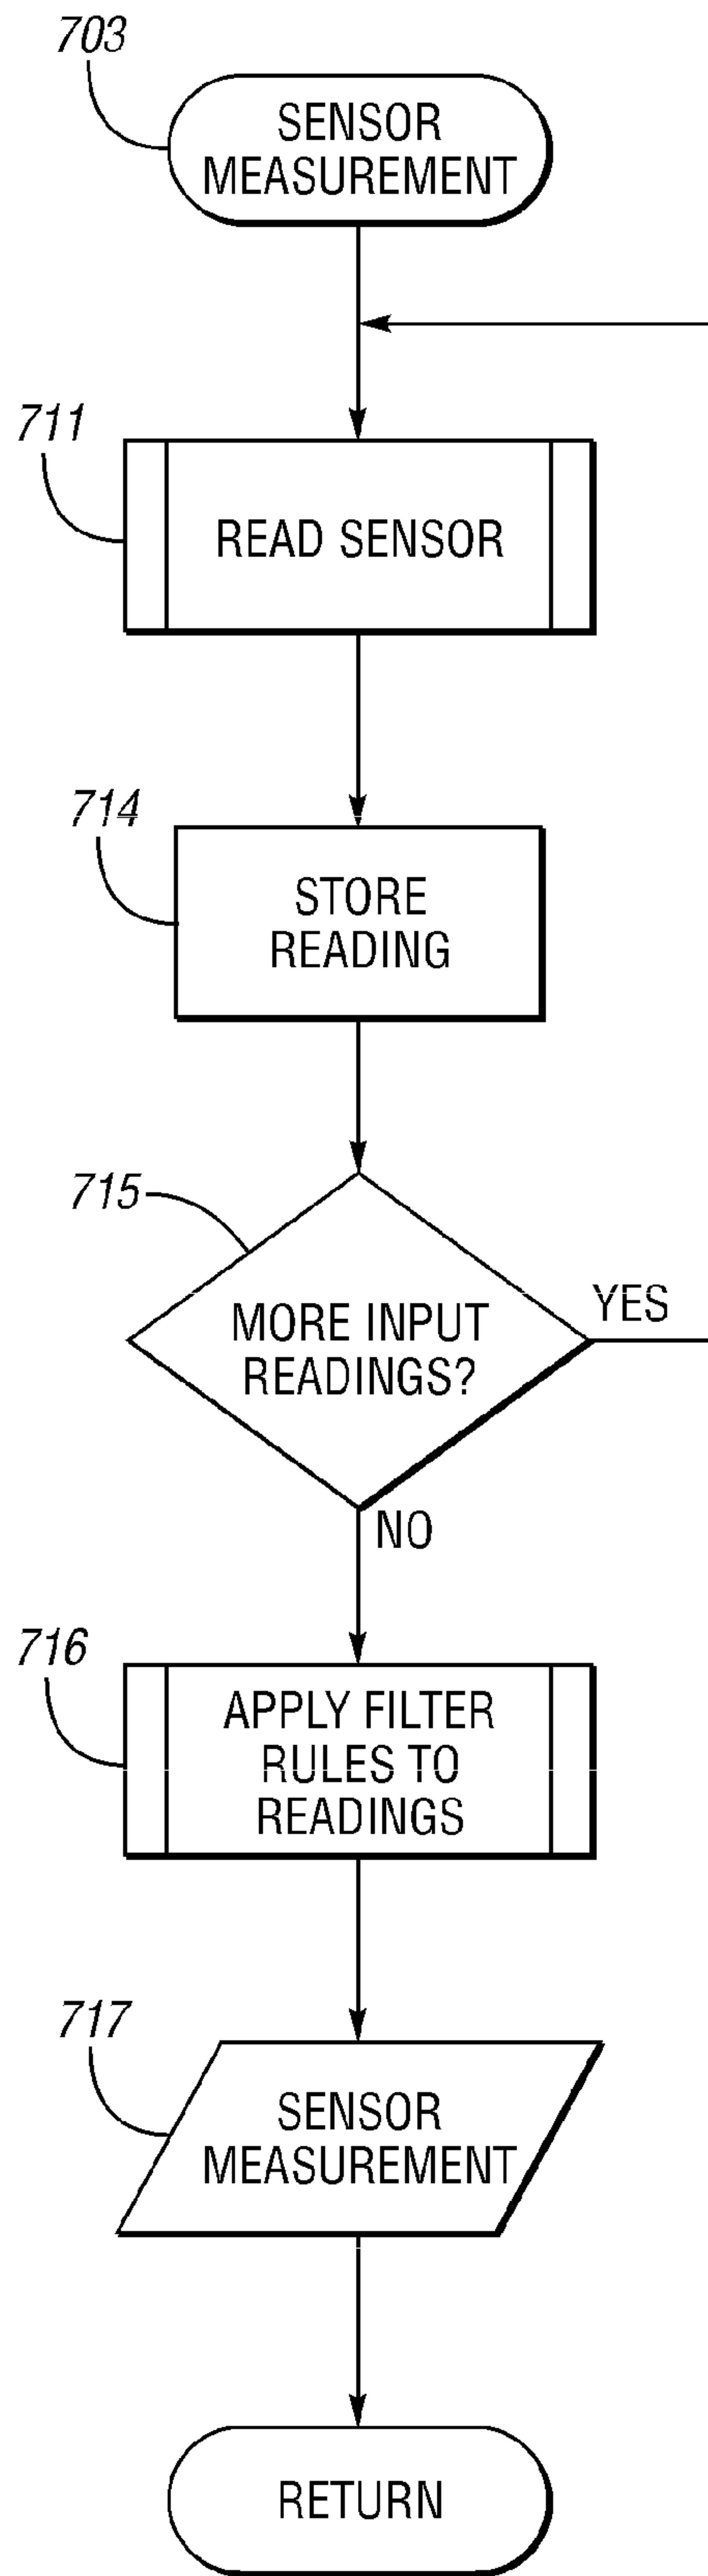 703
SENSOR
MEASUREMENT
711
READ SENSOR
714
STORE
READING
715
MORE INPUT
READINGS?
YES
NO
716
APPLY FILTER
RULES TO
READINGS
717
SENSOR
MEASUREMENT
RETURN